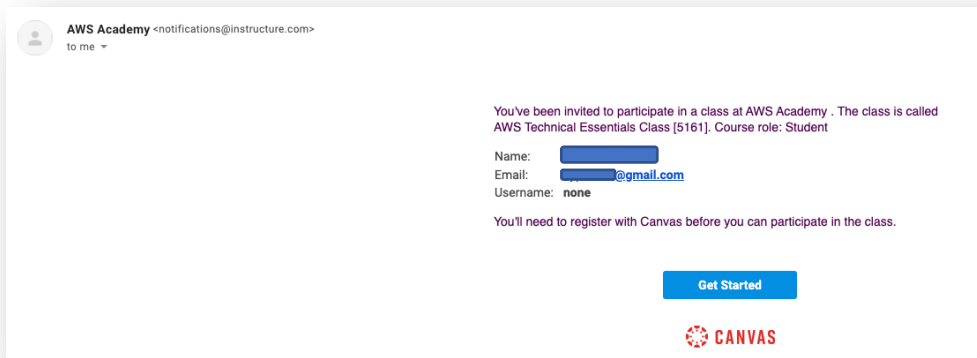 AWS Academy <notifications@instructure.com>
to me
You've been invited to participate in a class at AWS Academy . The class is called
AWS Technical Essentials Class [5161]. Course role: Student
Name:
Email: @gmail.com
Username: none
You'll need to register with Canvas before you can participate in the class.
Get Started
CANVAS